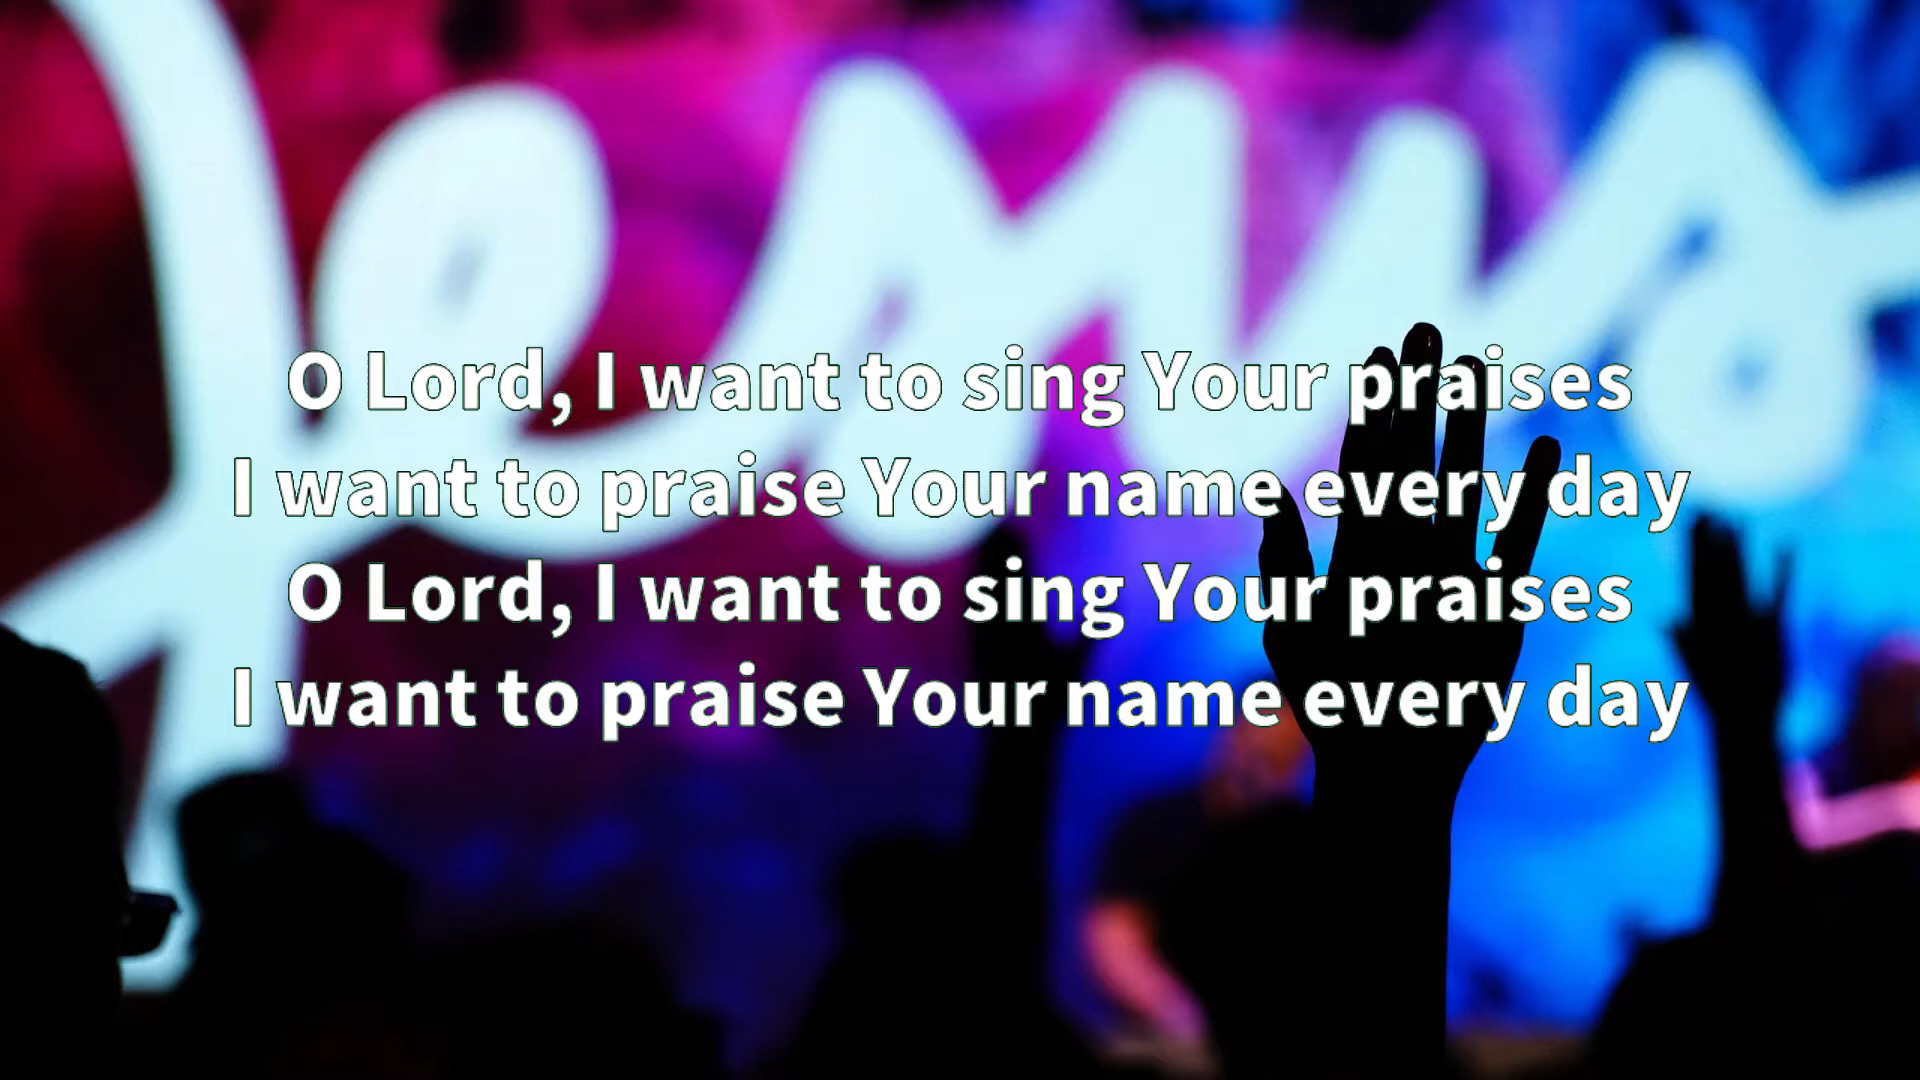 Jesus
O Lord, I want to sing Your praises
I want to praise Your name every day
O Lord, I want to sing Your praises
I want to praise Your name every day